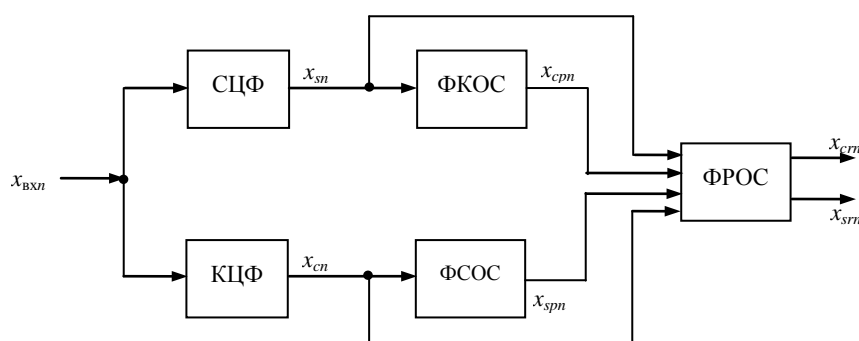 СЦФ
x_sn
ФКОС
x_cpn
x_вхn
ФРОС
x_crn
x_srn
КЦФ
x_cn
ФСОС
x_spn